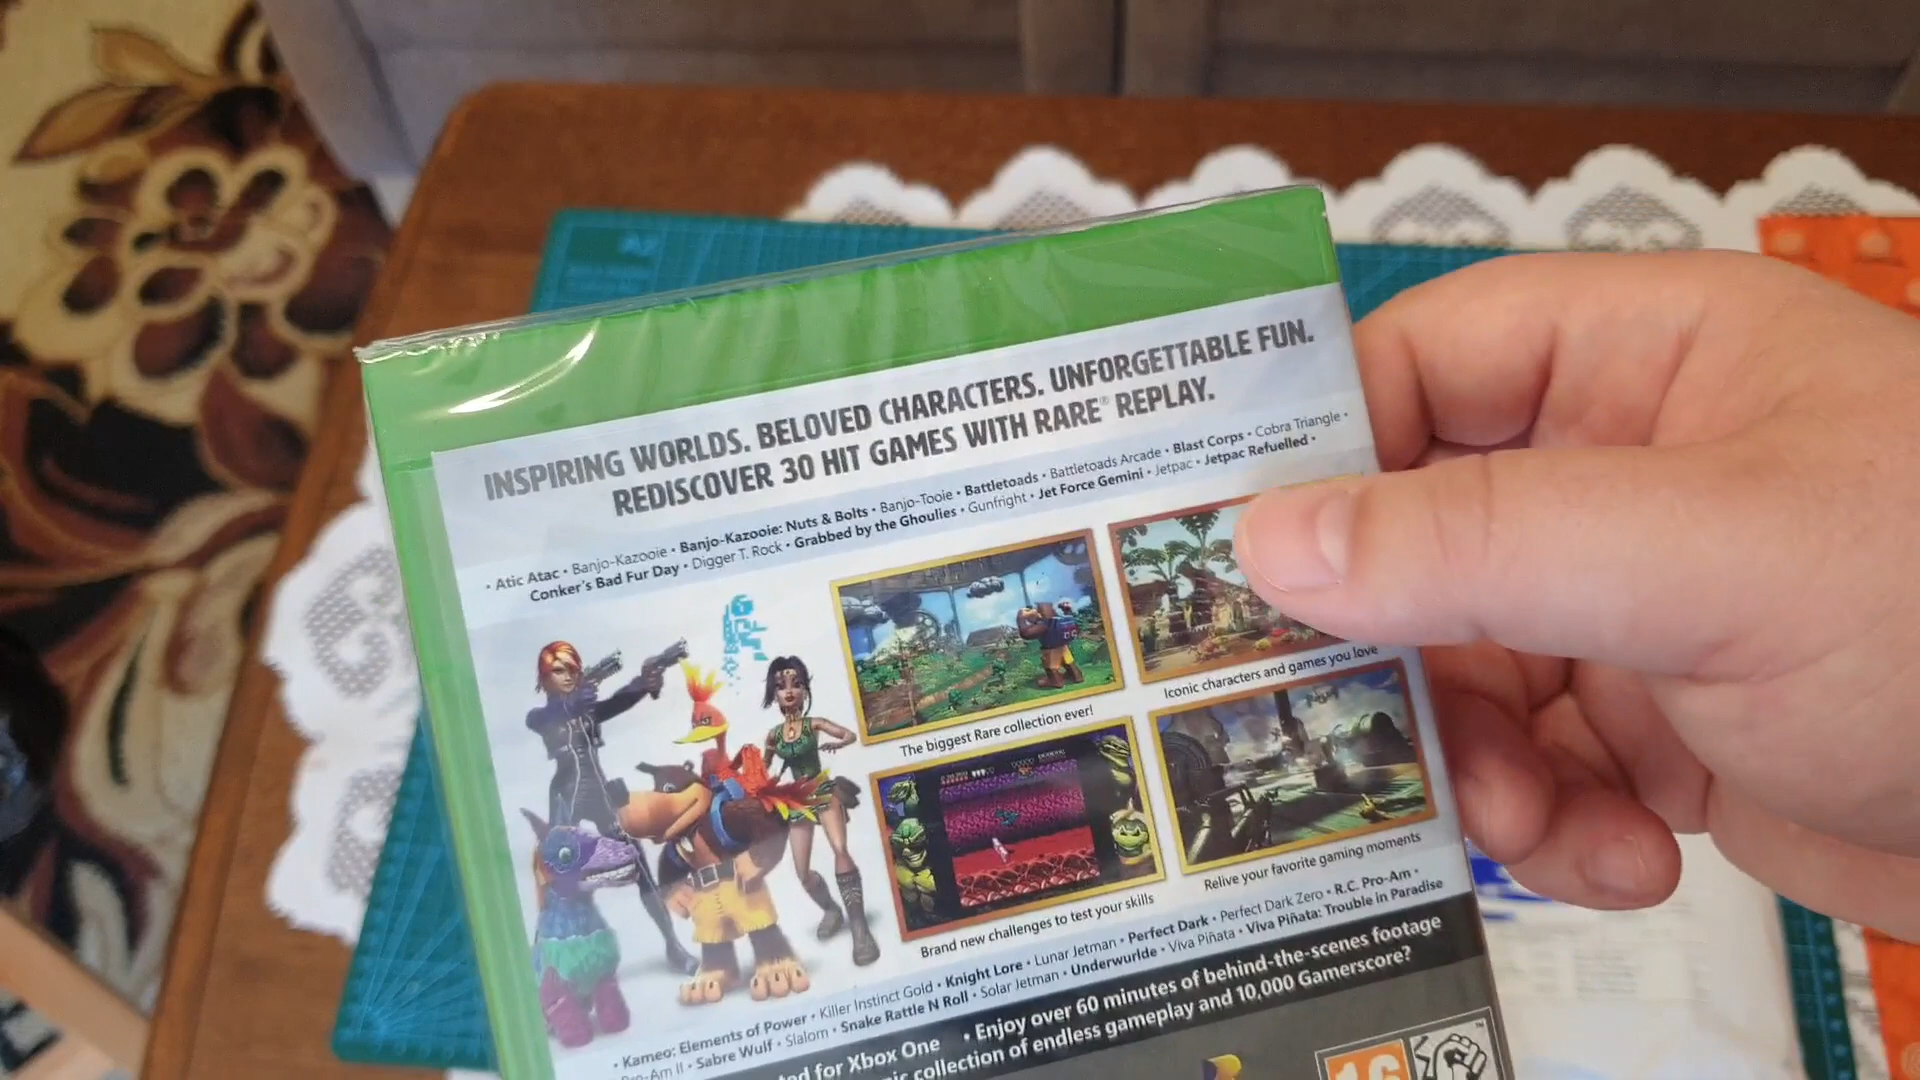 INSPIRING WORLDS. BELOVED CHARACTERS. UNFORGETTABLE FUN.
REDISCOVER 30 HIT GAMES WITH RARE® REPLAY.
• Atic Atac • Banjo-Kazooie • Banjo-Kazooie: Nuts & Bolts • Banjo-Tooie • Battletoads • Battletoads Arcade • Blast Corps • Cobra Triangle •
Conker's Bad Fur Day • Digger T. Rock • Grabbed by the Ghoulies • Gunfright • Jet Force Gemini • Jetpac • Jetpac Refuelled •
The biggest Rare collection ever!
Iconic characters and games you love
Brand new challenges to test your skills
Relive your favorite gaming moments
• Kameo: Elements of Power • Killer Instinct Gold • Knight Lore • Lunar Jetman • Perfect Dark • Perfect Dark Zero • R.C. Pro-Am •
Pro-Am II • Sabre Wulf • Slalom • Snake Rattle N Roll • Solar Jetman • Underwurlde • Viva Piñata • Viva Piñata: Trouble in Paradise
for Xbox One • Enjoy over 60 minutes of behind-the-scenes footage
collection of endless gameplay and 10,000 Gamerscore?
16